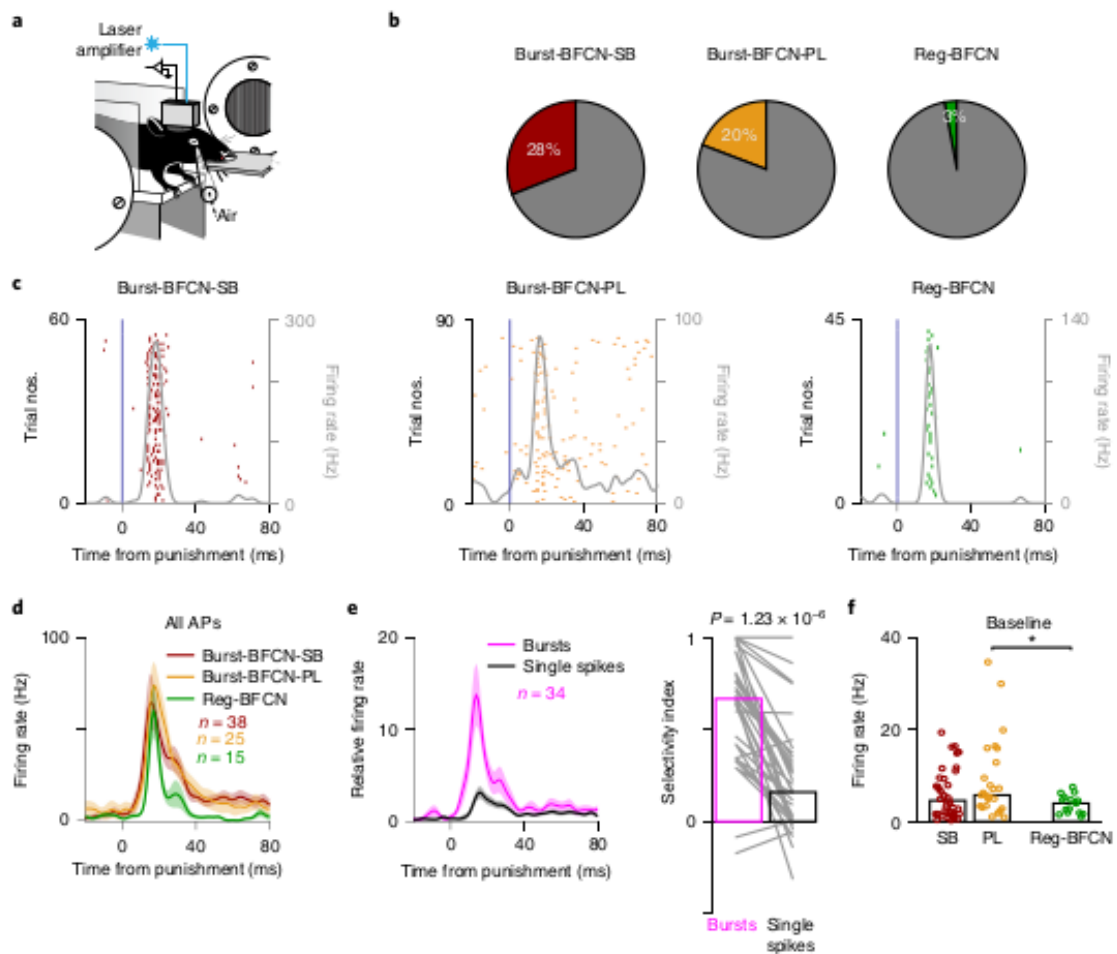 a
Laser
amplifier
Air
b
Burst-BFCN-SB
Burst-BFCN-PL
Reg-BFCN
28%
20%
3%
c
Burst-BFCN-SB
Burst-BFCN-PL
Reg-BFCN
60
0
Trial nos.
300
0
Firing rate (Hz)
0
40
80
Time from punishment (ms)
90
0
Trial nos.
100
0
Firing rate (Hz)
0
40
80
Time from punishment (ms)
45
0
Trial nos.
140
0
Firing rate (Hz)
0
40
80
Time from punishment (ms)
d
All APs
100
0
Firing rate (Hz)
Burst-BFCN-SB
Burst-BFCN-PL
Reg-BFCN
n = 38
n = 25
n = 15
0
40
80
Time from punishment (ms)
e
20
10
0
Relative firing rate
Bursts
Single spikes
n = 34
0
40
80
Time from punishment (ms)
P = 1.23 × 10⁻⁶
1
0
Selectivity index
Bursts
Single
spikes
f
Baseline
*
40
20
0
Firing rate (Hz)
SB
PL
Reg-BFCN